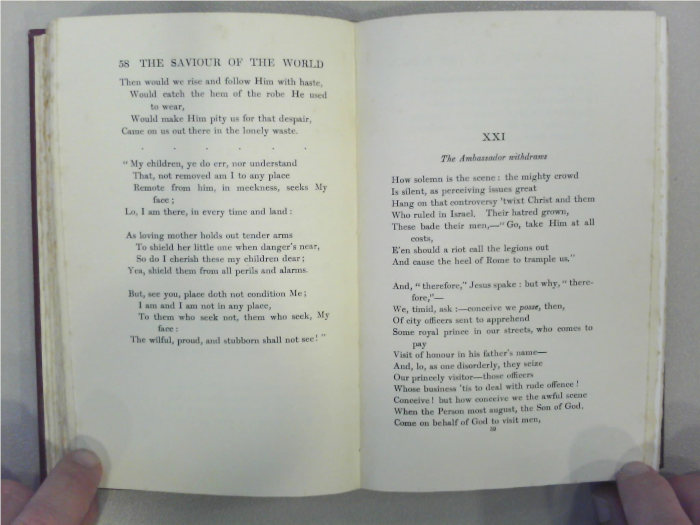 58 THE SAVIOUR OF THE WORLD
Then would we rise and follow Him with haste,
Would catch the hem of the robe He used
to wear,
Would make Him pity us for that despair,
Came on us out there in the lonely waste.
. . . . . .
"My children, ye do err, nor understand
That, not removed am I to any place
Remote from him, in meekness, seeks My
face;
Lo, I am there, in every time and land:
As loving mother holds out tender arms
To shield her little one when danger's near,
So do I cherish these my children dear;
Yea, shield them from all perils and alarms.
But, see you, place doth not condition Me;
I am and I am not in any place,
To them who seek not, them who seek, My
face:
The wilful, proud, and stubborn shall not see!"
XXI
The Ambassador withdraws
How solemn is the scene: the mighty crowd
Is silent, as perceiving issues great
Hang on that controversy 'twixt Christ and them
Who ruled in Israel. Their hatred grown,
These bade their men,—"Go, take Him at all
costs,
E'en should a riot call the legions out
And cause the heel of Rome to trample us."
And, "therefore," Jesus spake: but why, "there-
fore,"—
We, timid, ask:—conceive we posse, then,
Of city officers sent to apprehend
Some royal prince in our streets, who comes to
pay
Visit of honour in his father's name—
And, lo, as one disorderly, they seize
Our princely visitor—those officers
Whose business 'tis to deal with rude offence!
Conceive! but how conceive we the awful scene
When the Person most august, the Son of God,
Come on behalf of God to visit men,
59